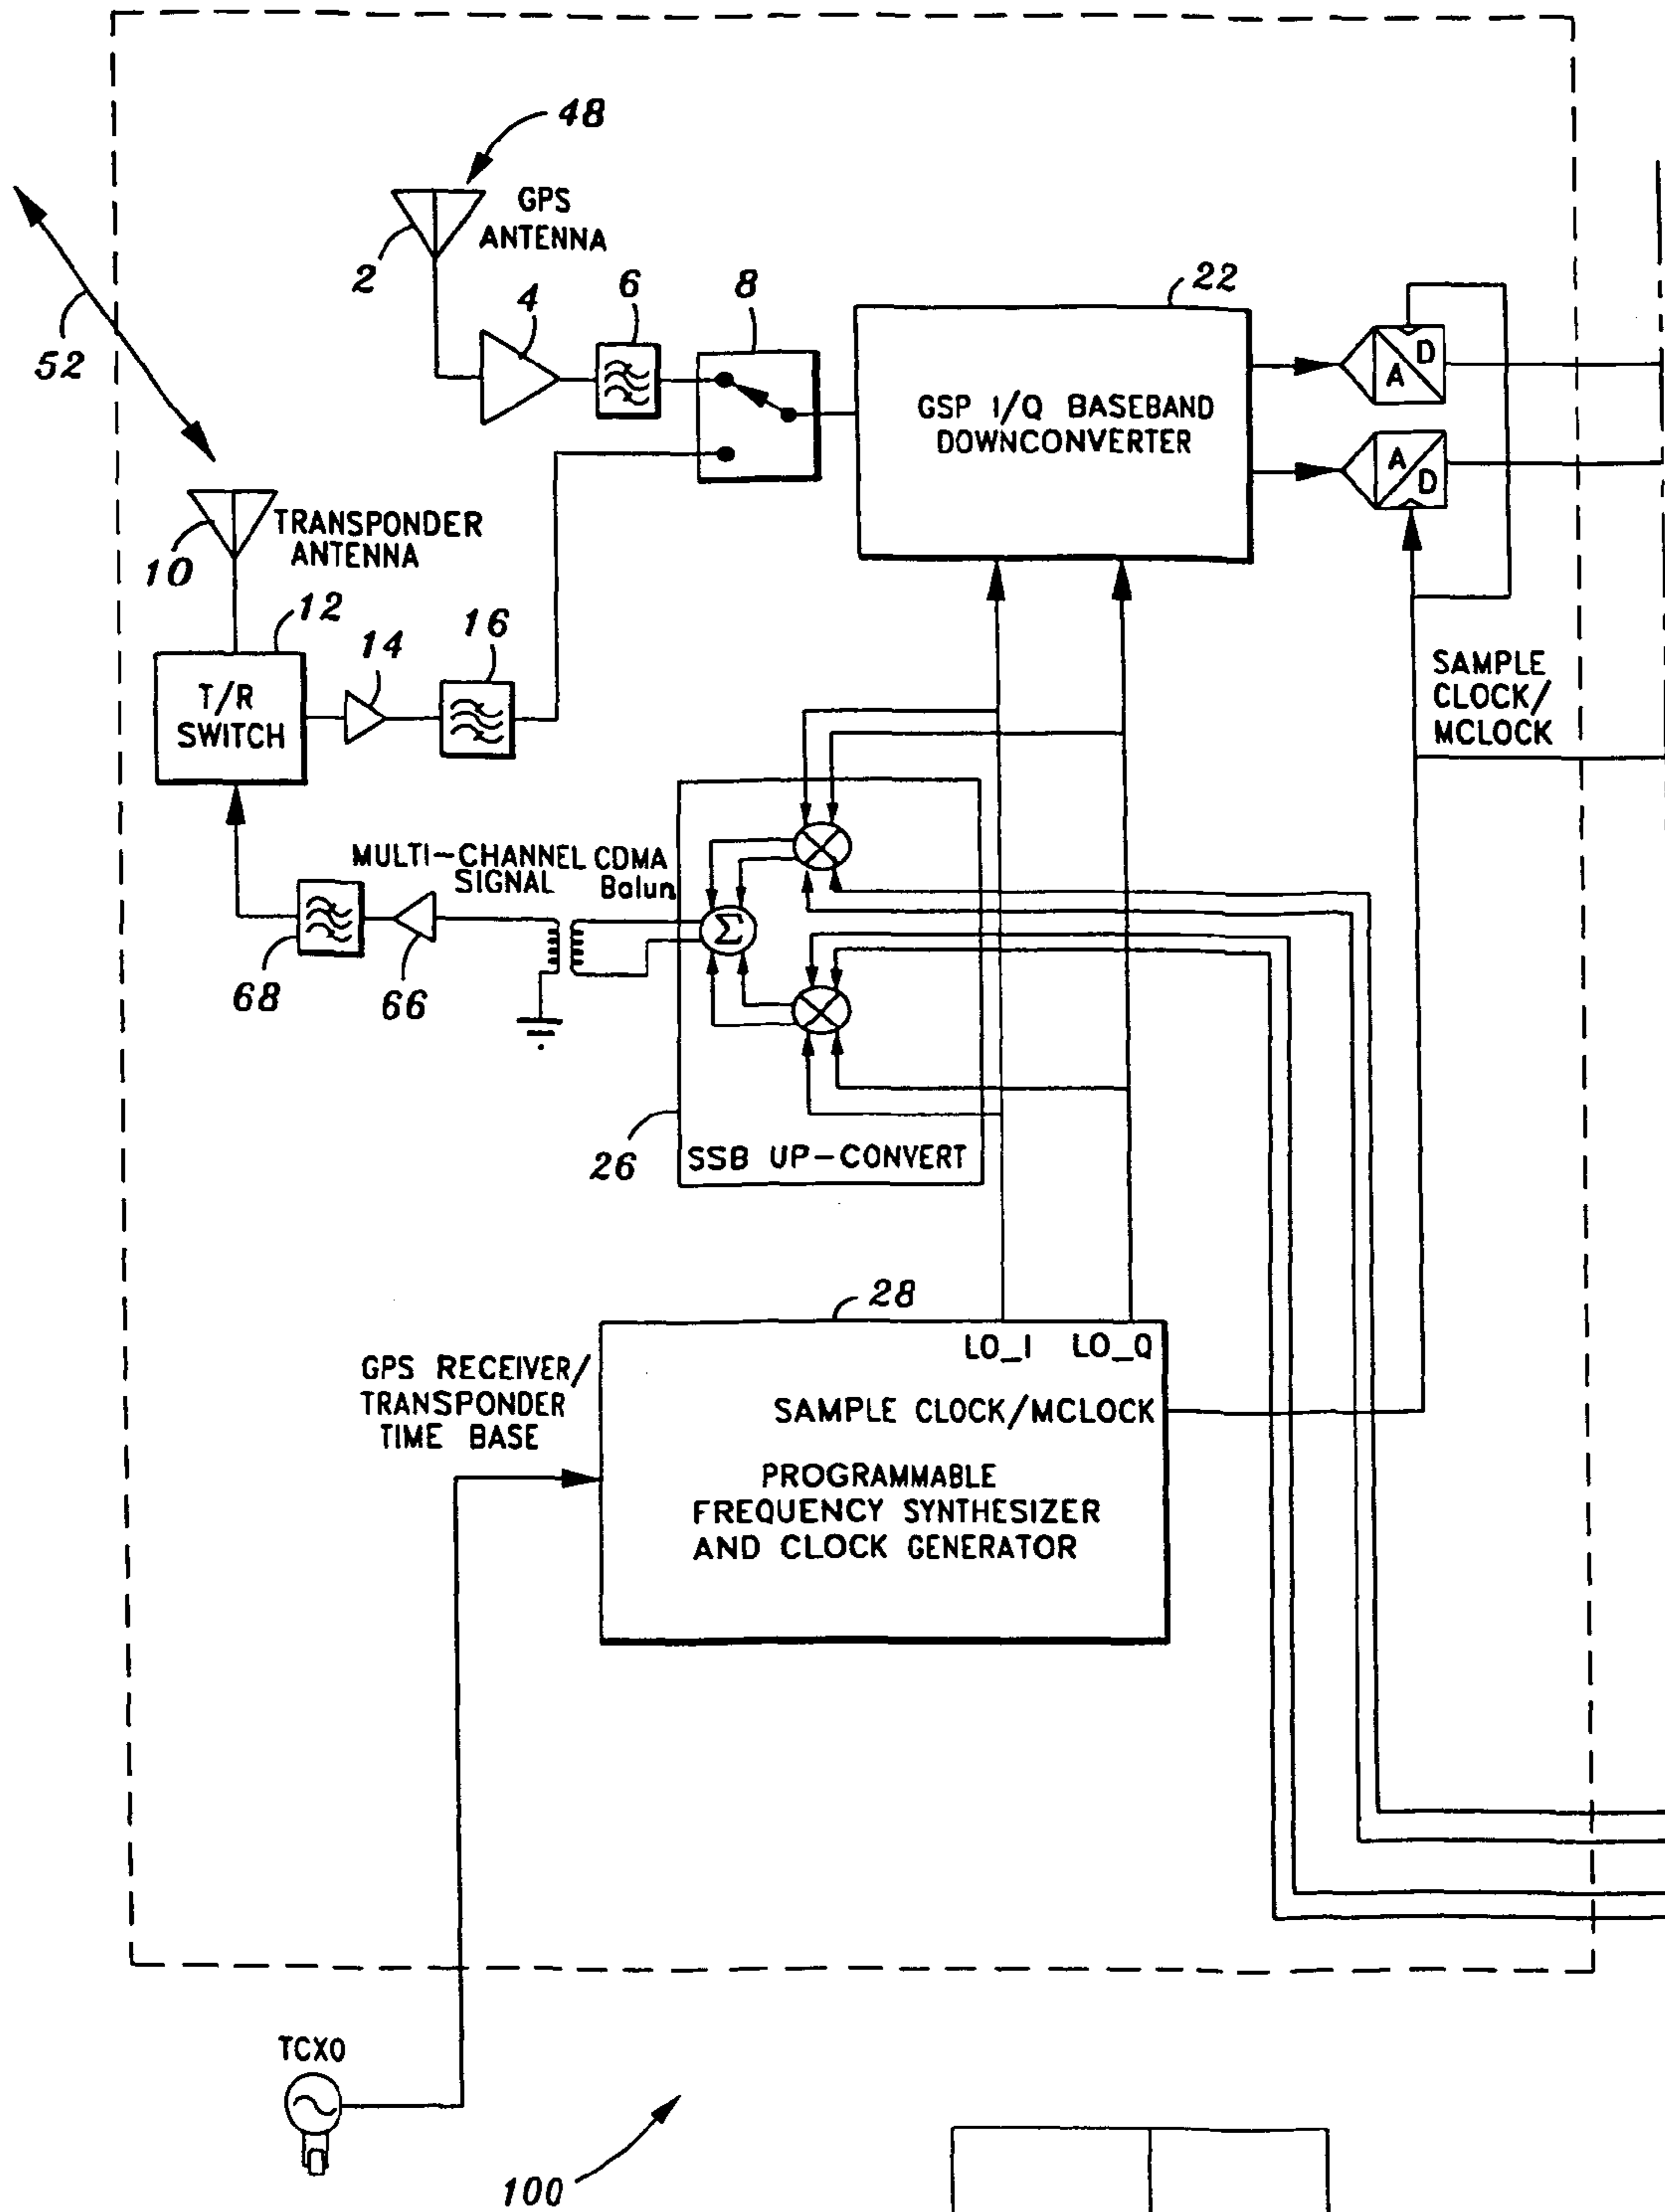 48
GPS
ANTENNA
2
4
6
8
22
52
GSP I/Q BASEBAND
DOWNCONVERTER
D
A
A
D
10
TRANSPONDER
ANTENNA
12
14
16
T/R
SWITCH
SAMPLE
CLOCK/
MCLOCK
MULTI-CHANNEL CDMA
SIGNAL Balun
Σ
68
66
26
SSB UP-CONVERT
28
LO_I LO_Q
GPS RECEIVER/
TRANSPONDER
TIME BASE
SAMPLE CLOCK/MCLOCK
PROGRAMMABLE
FREQUENCY SYNTHESIZER
AND CLOCK GENERATOR
TCXO
100